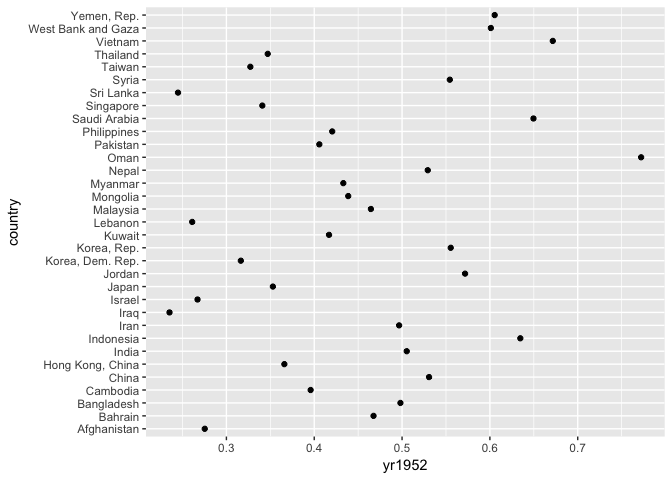 Yemen, Rep.
West Bank and Gaza
Vietnam
Thailand
Taiwan
Syria
Sri Lanka
Singapore
Saudi Arabia
Philippines
Pakistan
Oman
Nepal
Myanmar
Mongolia
Malaysia
Lebanon
Kuwait
Korea, Rep.
Korea, Dem. Rep.
Jordan
Japan
Israel
Iraq
Iran
Indonesia
India
Hong Kong, China
China
Cambodia
Bangladesh
Bahrain
Afghanistan
country
0.3 0.4 0.5 0.6 0.7
yr1952